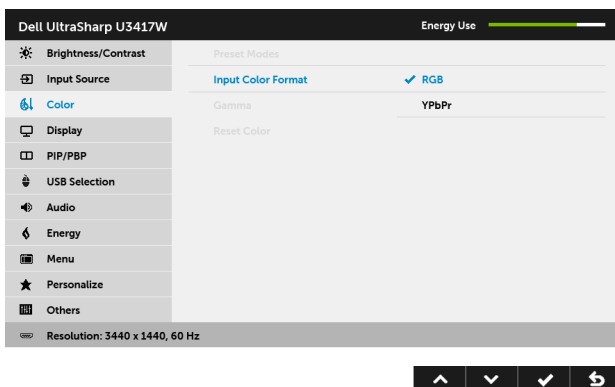 Dell UltraSharp U3417W
Energy Use
Brightness/Contrast
Preset Modes
Input Source
Input Color Format
RGB
Color
Gamma
YPbPr
Display
Reset Color
PIP/PBP
USB Selection
Audio
Energy
Menu
Personalize
Others
Resolution: 3440 x 1440, 60 Hz